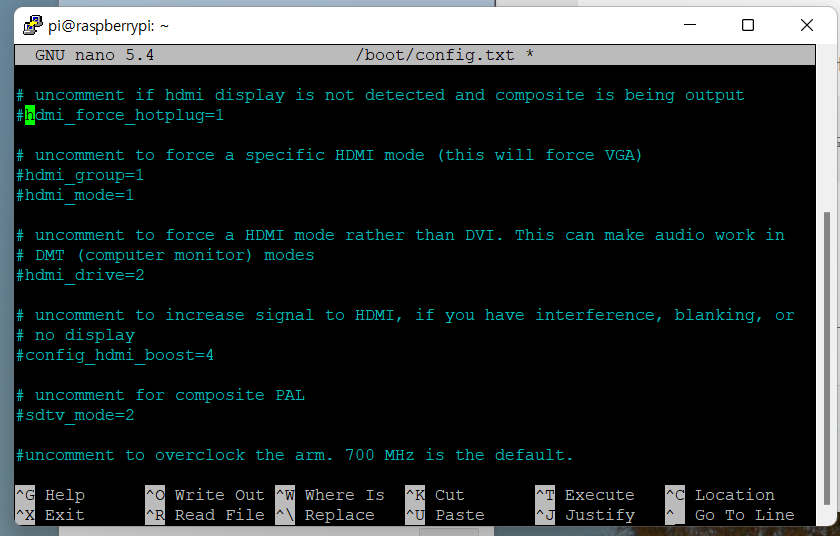 pi@raspberrypi: ~
GNU nano 5.4 /boot/config.txt *
# uncomment if hdmi display is not detected and composite is being output
#hdmi_force_hotplug=1
# uncomment to force a specific HDMI mode (this will force VGA)
#hdmi_group=1
#hdmi_mode=1
# uncomment to force a HDMI mode rather than DVI. This can make audio work in
# DMT (computer monitor) modes
#hdmi_drive=2
# uncomment to increase signal to HDMI, if you have interference, blanking, or
# no display
#config_hdmi_boost=4
# uncomment for composite PAL
#sdtv_mode=2
#uncomment to overclock the arm. 700 MHz is the default.
^G Help ^O Write Out ^W Where Is ^K Cut ^T Execute ^C Location
^X Exit ^R Read File ^\ Replace ^U Paste ^J Justify ^_ Go To Line